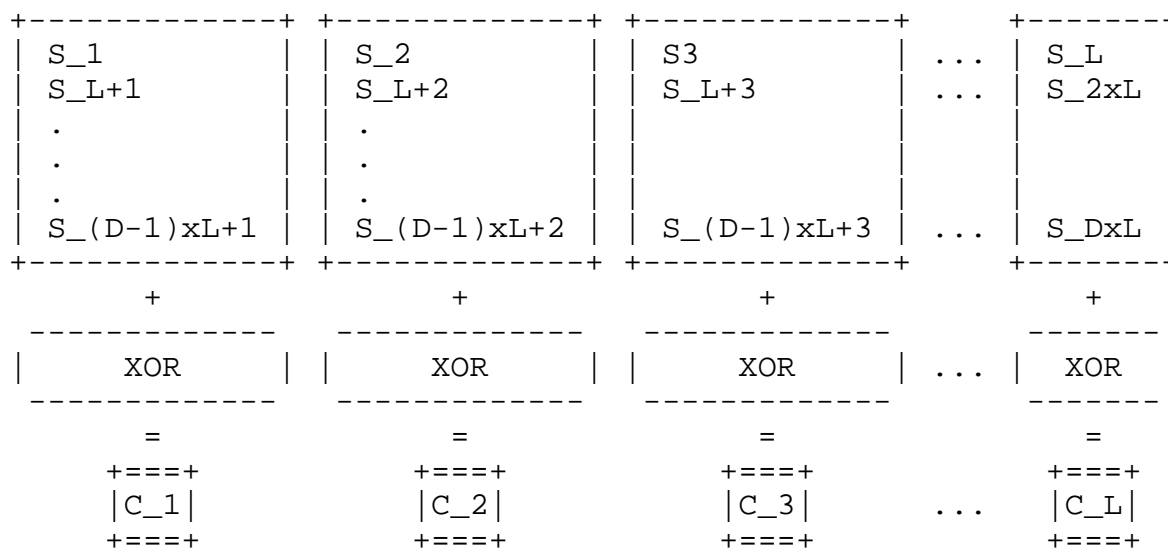 +-------------+ +-------------+ +-------------+     +-------
| S_1         | | S_2         | | S3          | ... | S_L
| S_L+1       | | S_L+2       | | S_L+3       | ... | S_2xL
| .           | | .           | |             |     |
| .           | | .           | |             |     |
| .           | | .           | |             |     |
| S_(D-1)xL+1 | | S_(D-1)xL+2 | | S_(D-1)xL+3 | ... | S_DxL
+-------------+ +-------------+ +-------------+     +-------
       +               +               +                +
 -------------   -------------   -------------       -------
|     XOR     | |     XOR     | |     XOR     | ... |  XOR
 -------------   -------------   -------------       -------
       =               =               =                =
     +===+           +===+           +===+            +===+
     |C_1|           |C_2|           |C_3|      ...   |C_L|
     +===+           +===+           +===+            +===+